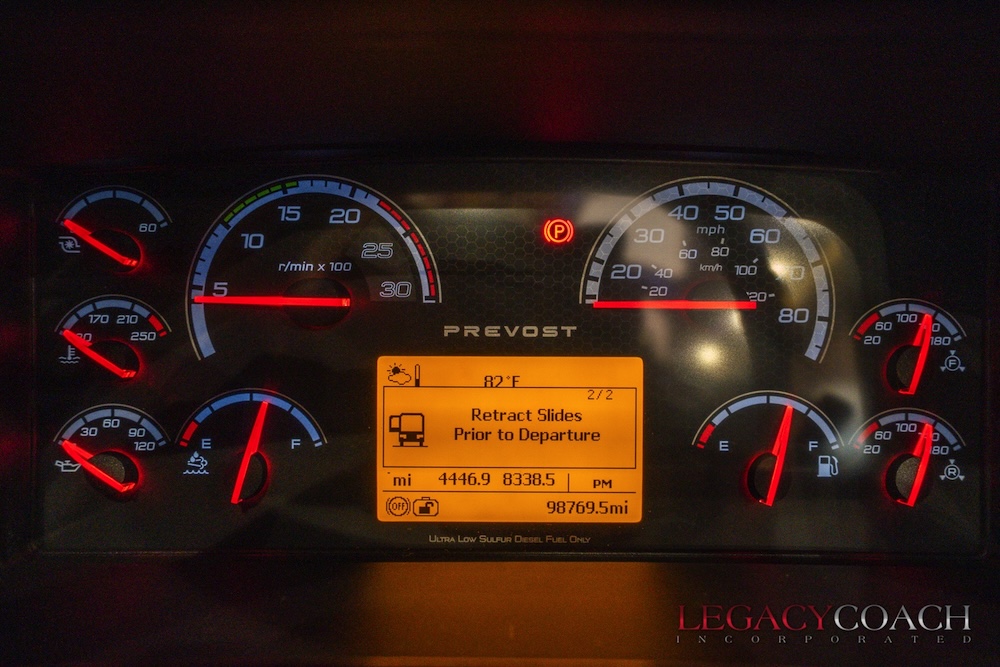 60
15 20
10 25
r/min x 100
5 30
P
40 50
30 mph 60
60 80
km/h 100
20 40
20
80
170 210
250
PREVOST
82°F
2/2
Retract Slides
Prior to Departure
mi 4446.9 8338.5 PM
OFF 98769.5mi
ULTRA LOW SULFUR DIESEL FUEL ONLY
30 60 90
120
E F
E F
60 100
20 180
F
60 100
20
R
LEGACYCOACH
INCORPORATED